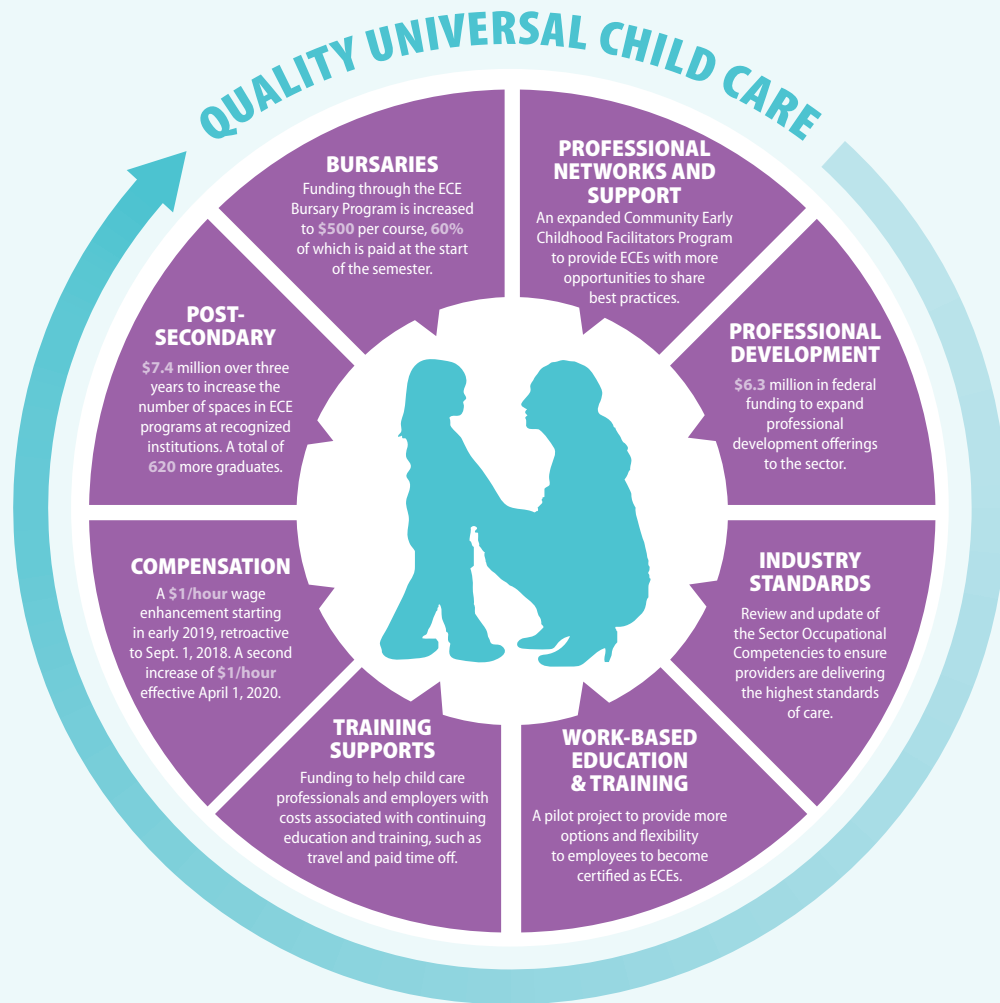 QUALITY UNIVERSAL CHILD CARE
BURSARIES
Funding through the ECE
Bursary Program is increased
to $500 per course, 60%
of which is paid at the start
of the semester.
PROFESSIONAL
NETWORKS AND
SUPPORT
An expanded Community Early
Childhood Facilitators Program
to provide ECEs with more
opportunities to share
best practices.
PROFESSIONAL
DEVELOPMENT
$6.3 million in federal
funding to expand
professional
development offerings
to the sector.
INDUSTRY
STANDARDS
Review and update of
the Sector Occupational
Competencies to ensure
providers are delivering
the highest standards
of care.
WORK-BASED
EDUCATION
& TRAINING
A pilot project to provide more
options and flexibility
to employees to become
certified as ECEs.
TRAINING
SUPPORTS
Funding to help child care
professionals and employers with
costs associated with continuing
education and training, such as
travel and paid time off.
COMPENSATION
A $1/hour wage
enhancement starting
in early 2019, retroactive
to Sept. 1, 2018. A second
increase of $1/hour
effective April 1, 2020.
POST-
SECONDARY
$7.4 million over three
years to increase the
number of spaces in ECE
programs at recognized
institutions. A total of
620 more graduates.